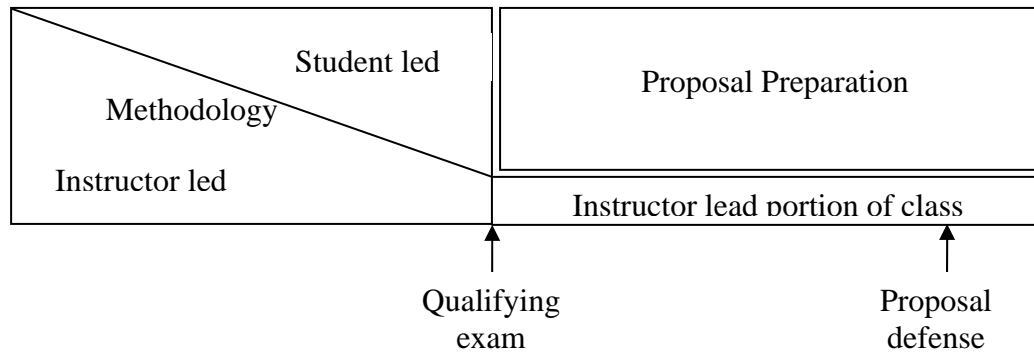 Student led
Proposal Preparation
Methodology
Instructor led
Instructor lead portion of class
Qualifying
exam
Proposal
defense